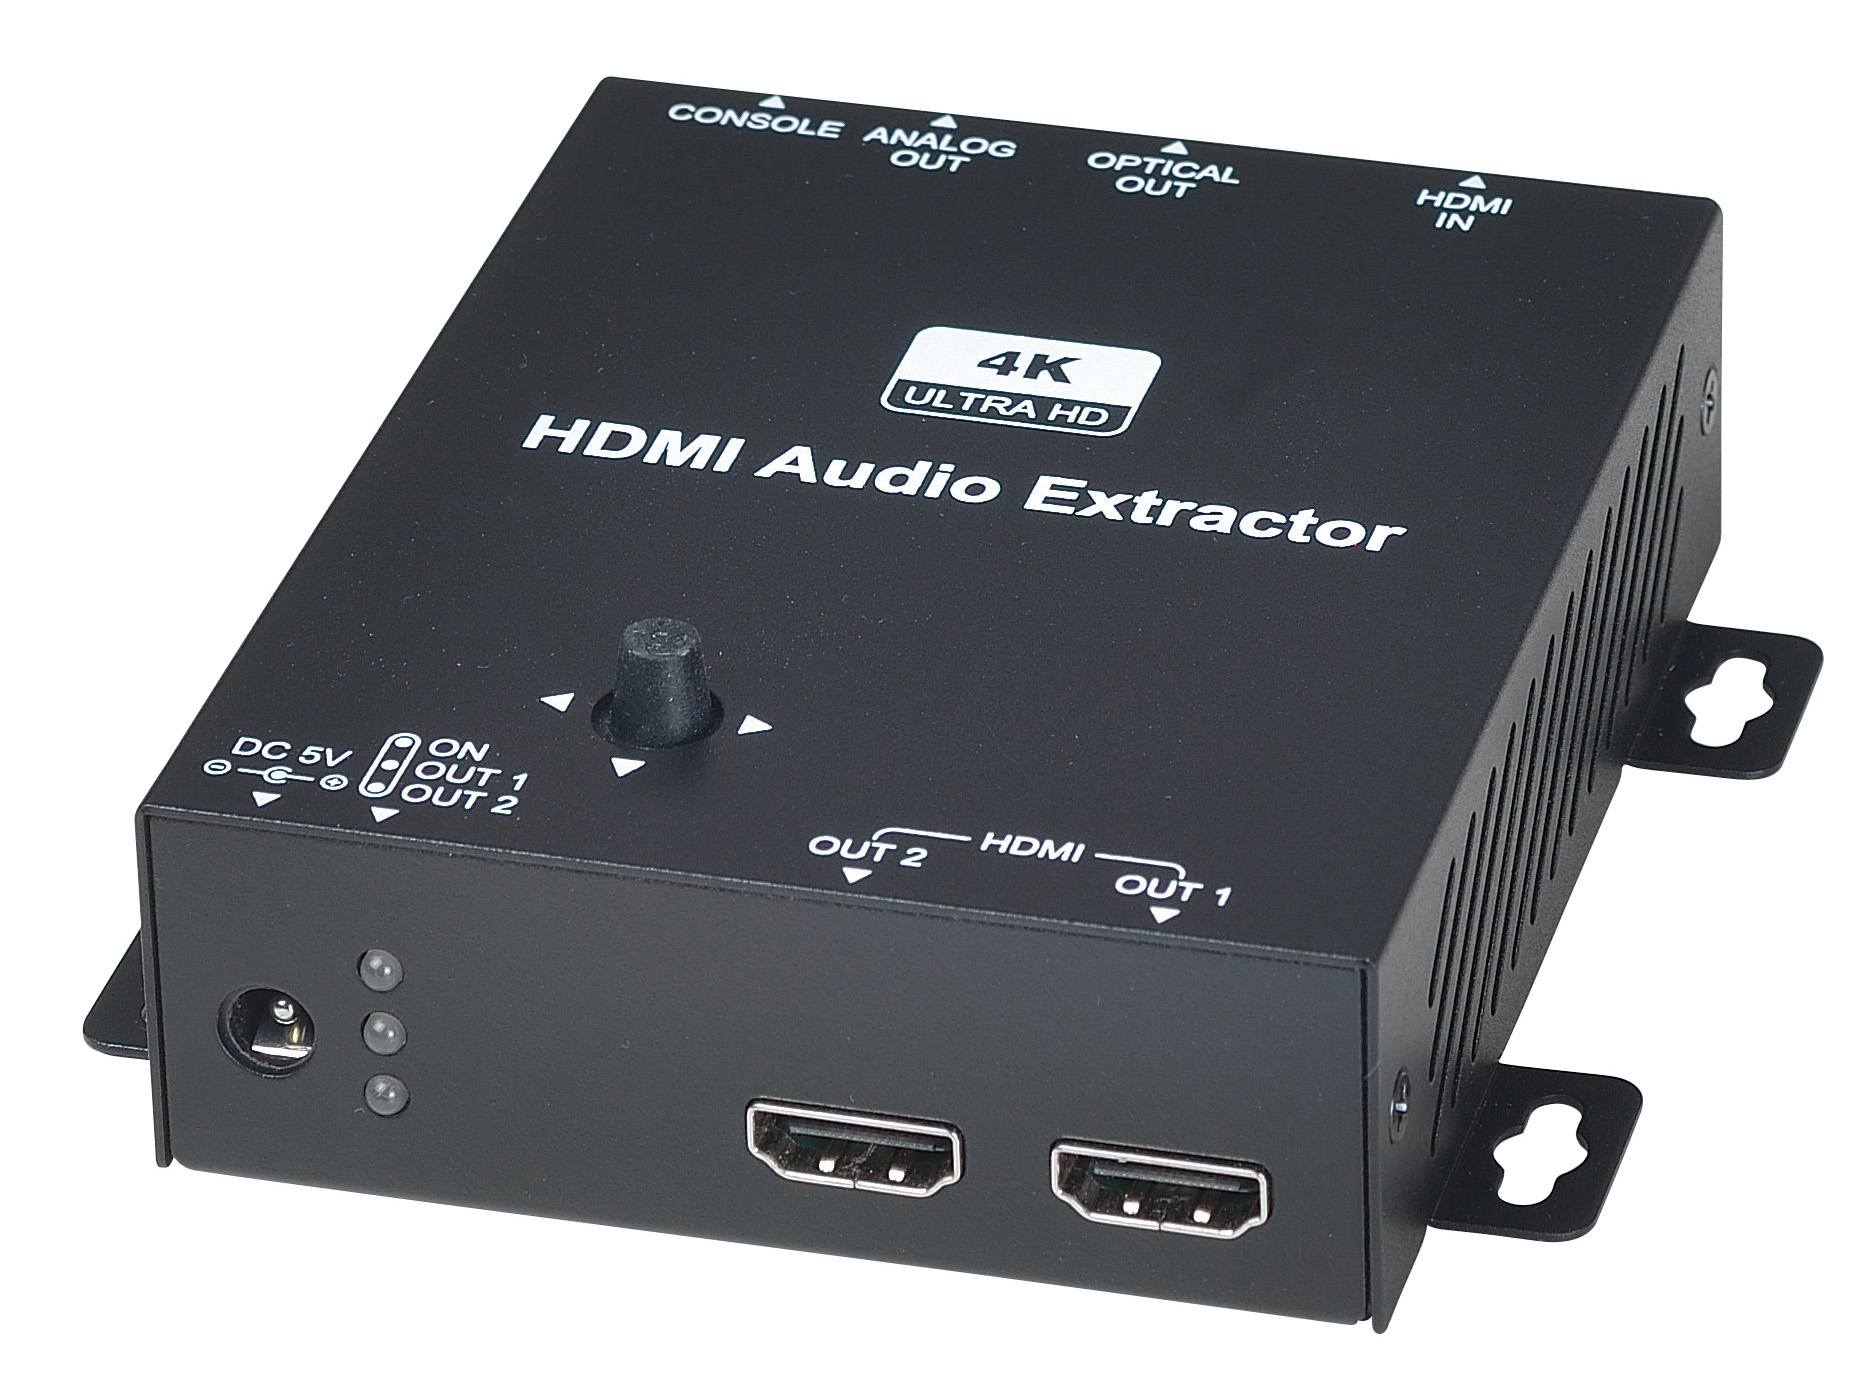 CONSOLE
ANALOG
OUT
OPTICAL
OUT
HDMI
IN
4K
ULTRA HD
HDMI Audio Extractor
DC 5V
ON
OUT 1
OUT 2
HDMI
OUT 2
OUT 1